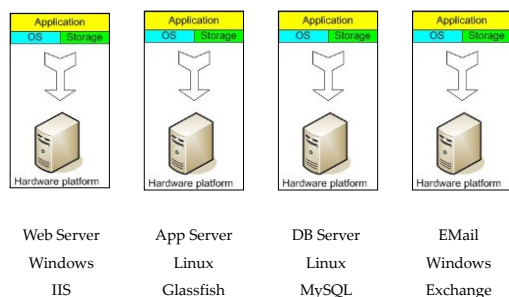 Application Application Application Application
OS Storage OS Storage OS Storage OS Storage
Hardware platform Hardware platform Hardware platform Hardware platform
Web Server App Server DB Server EMail
Windows Linux Linux Windows
IIS Glassfish MySQL Exchange